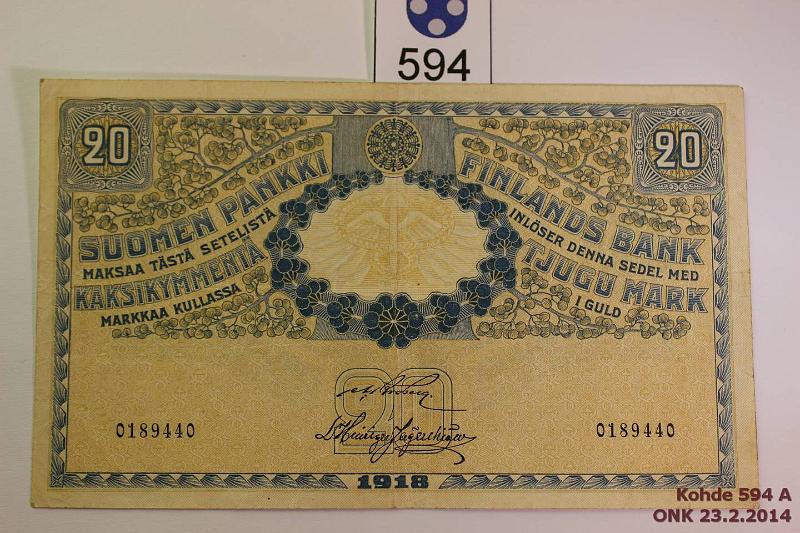 594
20
20
SUOMEN PANKKI
MAKSAA TÄSTÄ SETELISTÄ
KAKSIKYMMENTÄ
MARKKAA KULLASSA
FINLANDS BANK
INLÖSER DENNA SEDEL MED
TJUGU MARK
I GULD
20
0189440
0189440
1918
Kohde 594 A
ONK 23.2.2014